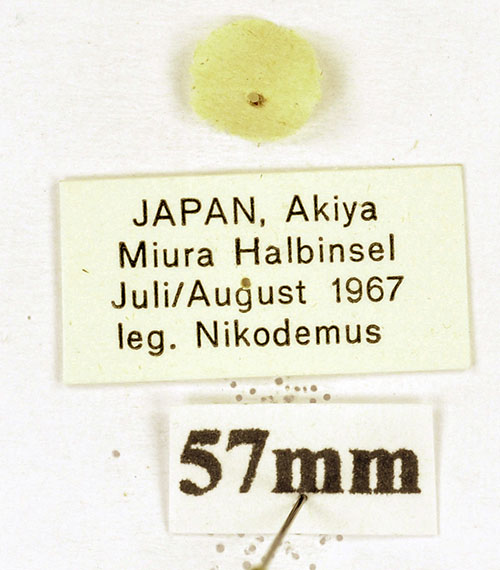 JAPAN, Akiya
Miura Halbinsel
Juli/August 1967
leg. Nikodemus
57mm